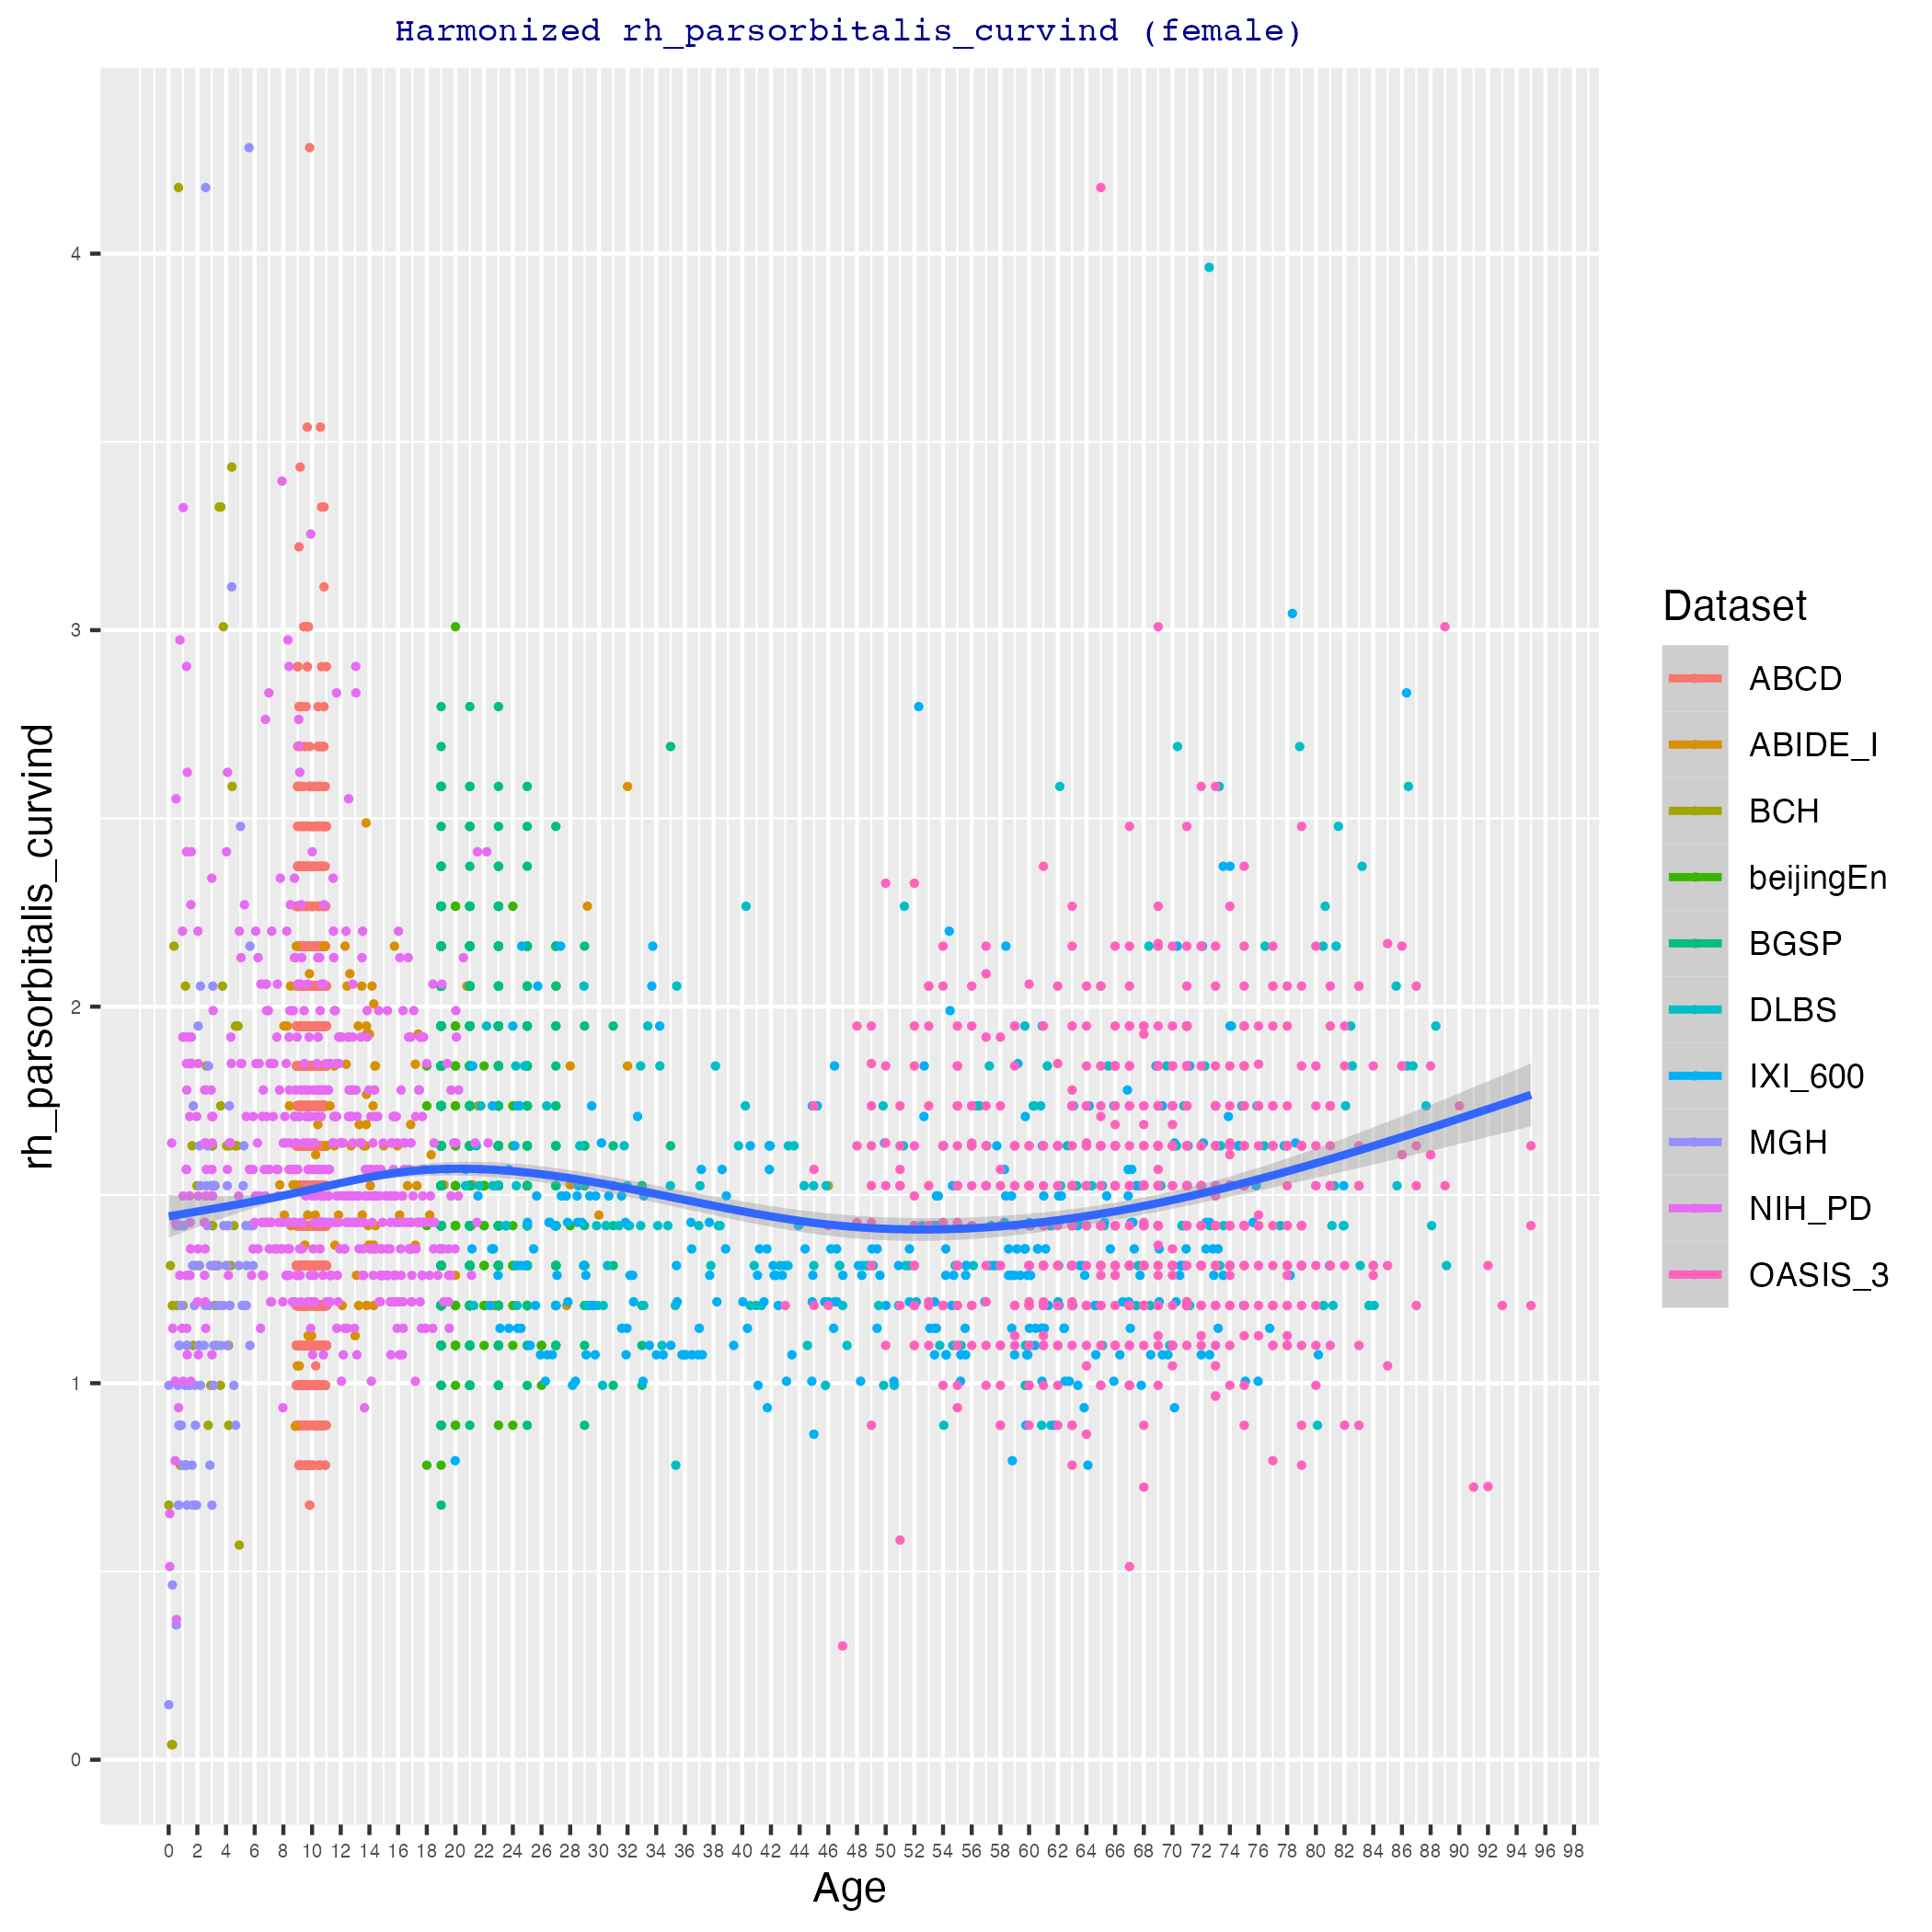 Harmonized rh_parsorbitalis_curvind (female)
rh_parsorbitalis_curvind
4
3
2
1
0
0 2 4 6 8 10 12 14 16 18 20 22 24 26 28 30 32 34 36 38 40 42 44 46 48 50 52 54 56 58 60 62 64 66 68 70 72 74 76 78 80 82 84 86 88 90 92 94 96 98
Age
Dataset
ABCD
ABIDE_I
BCH
beijingEn
BGSP
DLBS
IXI_600
MGH
NIH_PD
OASIS_3